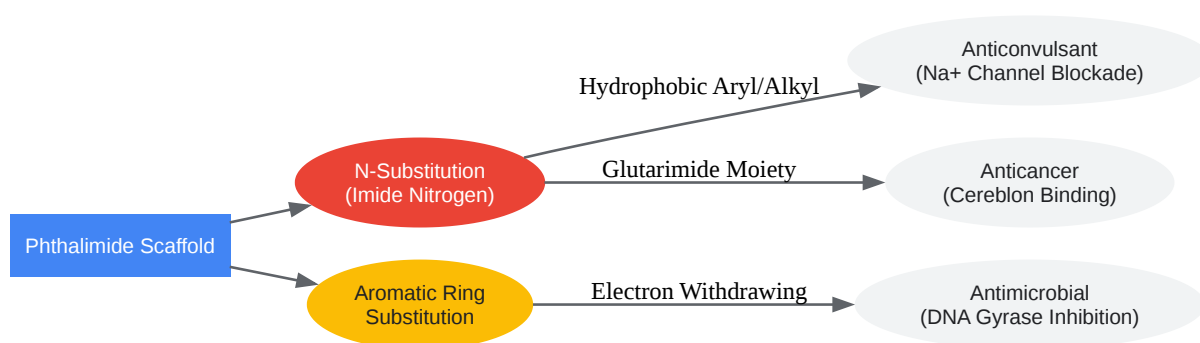 Phthalimide Scaffold
N-Substitution
(Imide Nitrogen)
Aromatic Ring
Substitution
Hydrophobic Aryl/Alkyl
Glutarimide Moiety
Electron Withdrawing
Anticonvulsant
(Na+ Channel Blockade)
Anticancer
(Cereblon Binding)
Antimicrobial
(DNA Gyrase Inhibition)